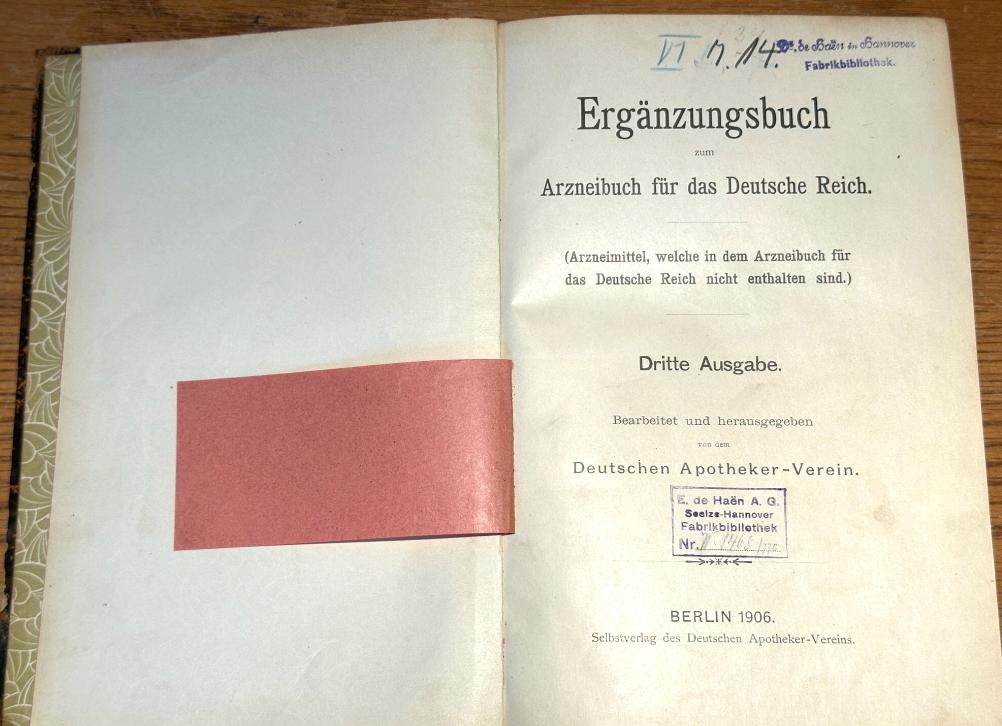 VI n. 14. Dr. de Haën in Hannover
Fabrikbibliothek.
Ergänzungsbuch
zum
Arzneibuch für das Deutsche Reich.
(Arzneimittel, welche in dem Arzneibuch für
das Deutsche Reich nicht enthalten sind.)
Dritte Ausgabe.
Bearbeitet und herausgegeben
von dem
Deutschen Apotheker-Verein.
E. de Haën A. G.
Seelze-Hannover
Fabrikbibliothek
Nr.
BERLIN 1906.
Selbstverlag des Deutschen Apotheker-Vereins.